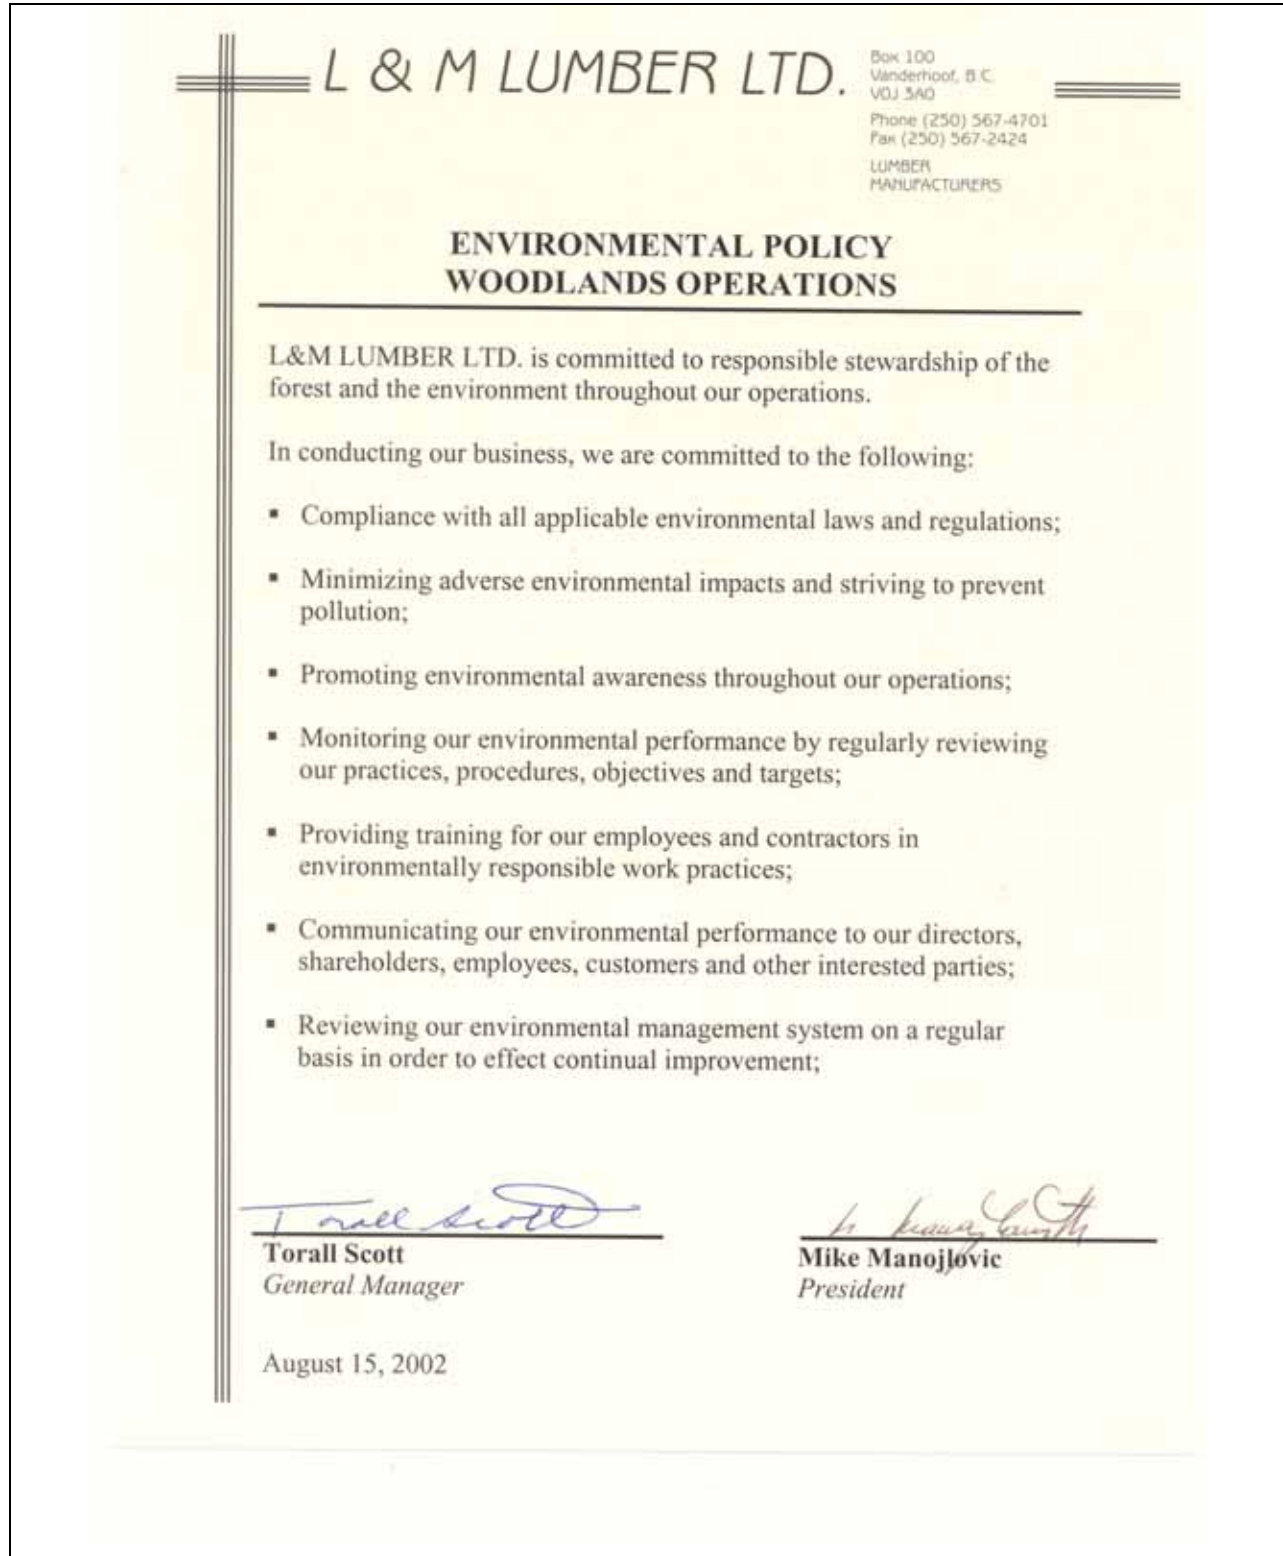 L & M LUMBER LTD.
Box 100
Vanderhoof, B.C.
V0J 3A0
Phone (250) 567-4701
Fax (250) 567-2424
LUMBER
MANUFACTURERS
ENVIRONMENTAL POLICY
WOODLANDS OPERATIONS
L&M LUMBER LTD. is committed to responsible stewardship of the
forest and the environment throughout our operations.
In conducting our business, we are committed to the following:
▪ Compliance with all applicable environmental laws and regulations;
▪ Minimizing adverse environmental impacts and striving to prevent
pollution;
▪ Promoting environmental awareness throughout our operations;
▪ Monitoring our environmental performance by regularly reviewing
our practices, procedures, objectives and targets;
▪ Providing training for our employees and contractors in
environmentally responsible work practices;
▪ Communicating our environmental performance to our directors,
shareholders, employees, customers and other interested parties;
▪ Reviewing our environmental management system on a regular
basis in order to effect continual improvement;
Torall Scott
Torall Scott
General Manager
Mike Manojlovic
President
August 15, 2002